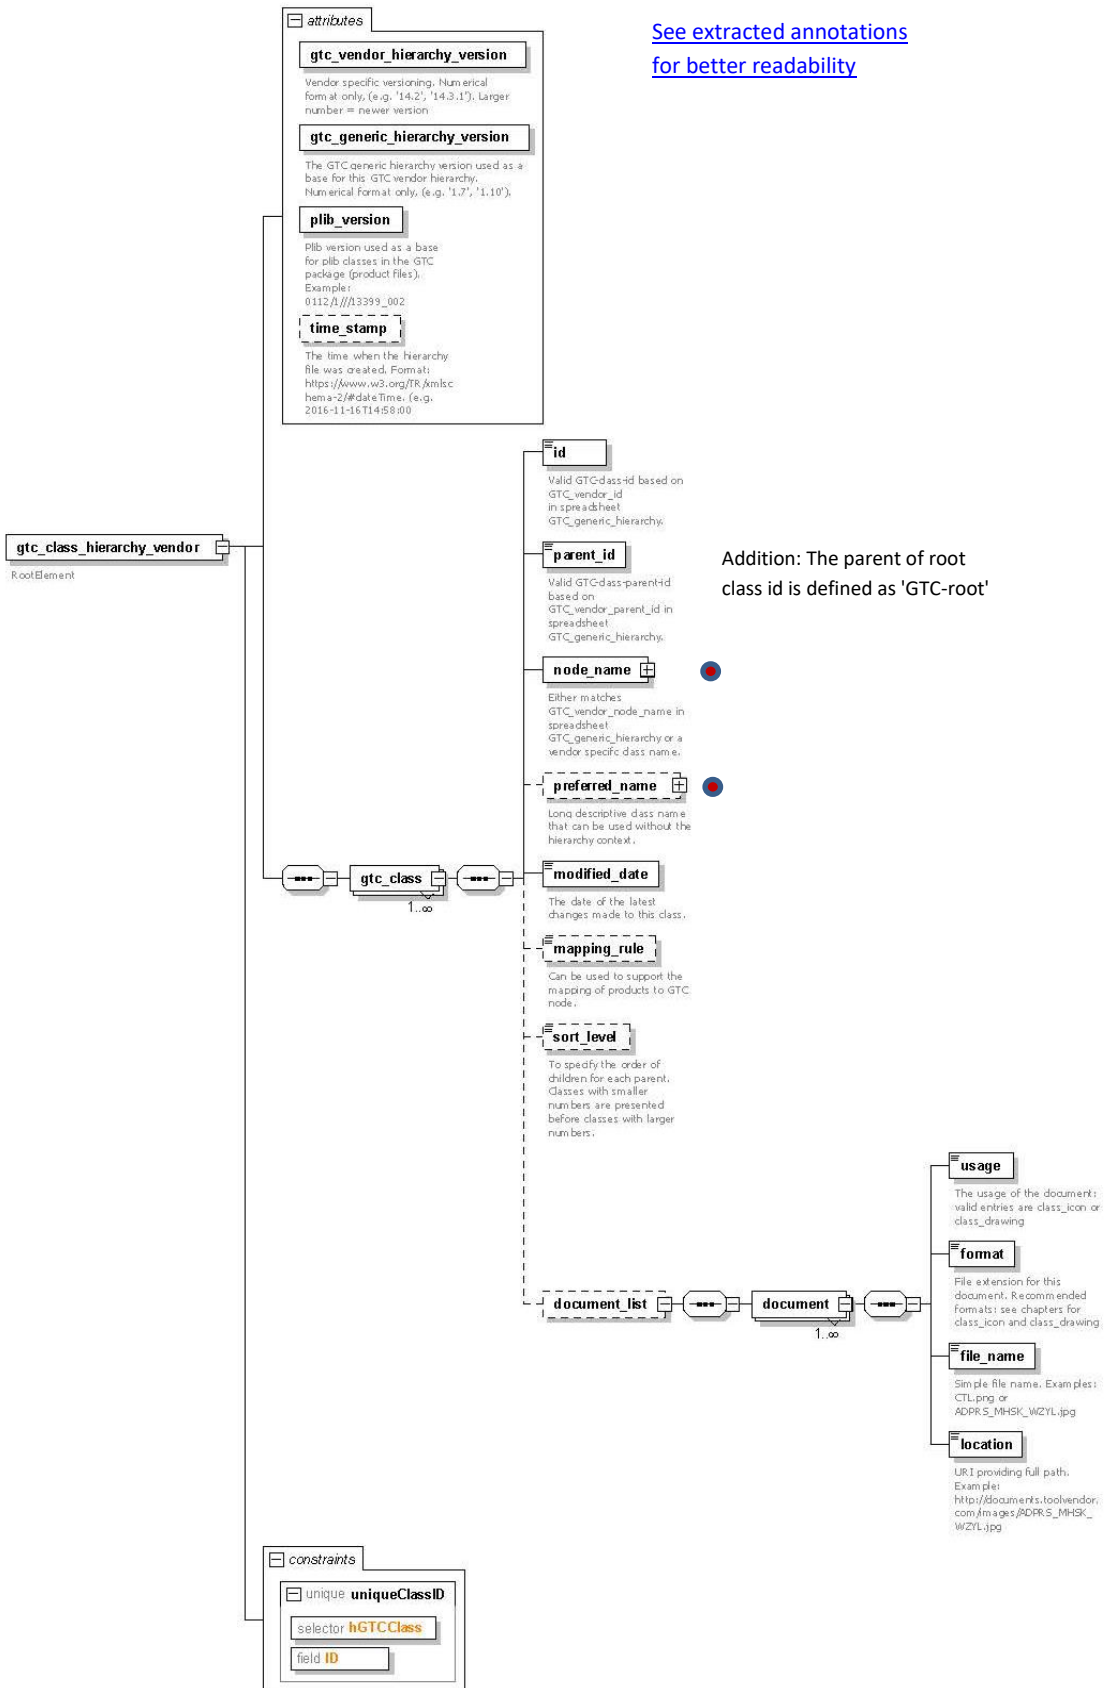 attributes
See extracted annotations
for better readability
gtc_vendor_hierarchy_version
Vendor specific versioning. Numerical
format only, (e.g. '14.2', '14.3.1'). Larger
number = newer version
gtc_generic_hierarchy_version
The GTC generic hierarchy version used as a
base for this GTC vendor hierarchy.
Numerical format only, (e.g. '1.7', '1.10').
plib_version
Plib version used as a base
for plib classes in the GTC
package (product files).
Example:
0112/1///13399_002
time_stamp
The time when the hierarchy
file was created. Format:
https://www.w3.org/TR/xmlsc
hema-2/#dateTime. (e.g.
2016-11-16T14:58:00
gtc_class_hierarchy_vendor
RootElement
id
Valid GTC-class-id based on
GTC_vendor_id
in spreadsheet
GTC_generic_hierarchy.
parent_id
Valid GTC-class-parent-id
based on
GTC_vendor_parent_id in
spreadsheet
GTC_generic_hierarchy.
Addition: The parent of root
class id is defined as 'GTC-root'
node_name
Either matches
GTC_vendor_node_name in
spreadsheet
GTC_generic_hierarchy or a
vendor specifc class name.
preferred_name
Long descriptive class name
that can be used without the
hierarchy context.
gtc_class
1..∞
modified_date
The date of the latest
changes made to this class.
mapping_rule
Can be used to support the
mapping of products to GTC
node.
sort_level
To specify the order of
children for each parent.
Classes with smaller
numbers are presented
before classes with larger
numbers.
document_list
document
1..∞
usage
The usage of the document:
valid entries are class_icon or
class_drawing
format
File extension for this
document. Recommended
formats: see chapters for
class_icon and class_drawing
file_name
Simple file name. Examples:
CTL.png or
ADPRS_MHSK_WZYL.jpg
location
URI providing full path.
Example:
http://documents.toolvendor.
com/images/ADPRS_MHSK_
WZYL.jpg
constraints
unique uniqueClassID
selector hGTCClass
field ID